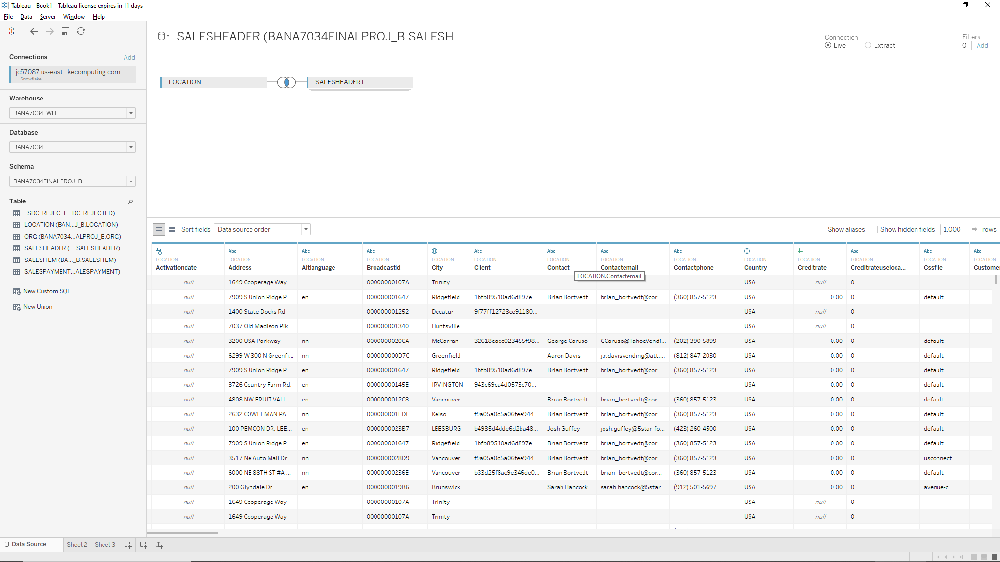 Tableau - Book1 - Tableau license expires in 11 days
File Data Server Window Help
Connections Add
jc57087.us-east...kecomputing.com
Snowflake
Warehouse
BANA7034_WH
Database
BANA7034
Schema
BANA7034FINALPROJ_B
Table
_SDC_REJECTE...DC_REJECTED)
LOCATION (BAN...J_B.LOCATION)
ORG (BANA7034...ALPROJ_B.ORG)
SALESHEADER (....SALESHEADER)
SALESITEM (BA..._B.SALESITEM)
SALESPAYMENT...ALESPAYMENT)
New Custom SQL
New Union
SALESHEADER (BANA7034FINALPROJ_B.SALESH...
Connection
Live Extract
Filters
0 Add
LOCATION SALESHEADER+
Sort fields Data source order Show aliases Show hidden fields 1,000 rows
Abc Abc Abc Abc Abc Abc Abc Abc Abc Abc
LOCATION LOCATION LOCATION LOCATION LOCATION LOCATION LOCATION LOCATION LOCATION LOCATION LOCATION LOCATION LOCATION LOCATION
Activationdate Address Altlanguage Broadcastid City Client Contact Contactemail Contactphone Country Creditrate Creditrateuseloca... Cssfile Custome
LOCATION.Contactemail
null 1649 Cooperage Way 00000000107A Trinity USA null 0
null 7909 S Union Ridge P... en 000000001647 Ridgefield 1bfb89510ad6d897e... Brian Bortvedt brian_bortvedt@cor... (360) 857-5123 USA 0.00 0 default
null 1400 State Docks Rd 000000001252 Decatur 9f77ff12723ce91180... USA null 0
null 7037 Old Madison Pik... 000000001340 Huntsville USA null 0
null 3200 USA Parkway nn 0000000020CA McCarran 32618eaec023455f98... George Caruso GCaruso@TahoeVendi... (202) 390-5899 USA 0.00 0 default
null 6299 W 300 N Greenfi... nn 000000000D7C Greenfield Aaron Davis j.r.davisvending@att.... (812) 847-2030 USA 0.00 0 default
null 7909 S Union Ridge P... en 000000001647 Ridgefield 1bfb89510ad6d897e... Brian Bortvedt brian_bortvedt@cor... (360) 857-5123 USA 0.00 0 default
null 8726 Country Farm Rd. en 00000000145E IRVINGTON 943c69ca4d0573c70... USA 0.00 0 default
null 4808 NW FRUIT VALL... en 0000000012C8 Vancouver Brian Bortvedt brian_bortvedt@cor... (360) 857-5123 USA 0.00 0 default
null 2632 COWEEMAN PA... nn 000000001EDE Kelso f9a05a0d5a06fee944... Brian Bortvedt brian_bortvedt@cor... (360) 857-5123 USA 0.00 0 default
null 100 PEMCON DR. LEE... en 0000000023B7 LEESBURG b4935d4dde6d2ba48... Josh Guffey josh.guffey@5star-fo... (423) 260-4500 USA 0.00 0 default
null 7909 S Union Ridge P... en 000000001647 Ridgefield 1bfb89510ad6d897e... Brian Bortvedt brian_bortvedt@cor... (360) 857-5123 USA 0.00 0 default
null 3517 Ne Auto Mall Dr nn 0000000028D9 Vancouver f9a05a0d5a06fee944... Brian Bortvedt brian_bortvedt@cor... (360) 857-5123 USA 0.00 0 usconnect
null 6000 NE 88TH ST #A ... nn 00000000236E Vancouver b33d25f8ac9e346de0... Brian Bortvedt brian_bortvedt@cor... (360) 857-5123 USA 0.00 0 default
null 200 Glyndale Dr en 0000000019B6 Brunswick Sarah Hancock sarah.hancock@5star... (912) 501-5697 USA 0.00 0 avenue-c
null 1649 Cooperage Way 00000000107A Trinity USA null 0
null 1649 Cooperage Way 00000000107A Trinity USA null 0
Data Source Sheet 2 Sheet 3